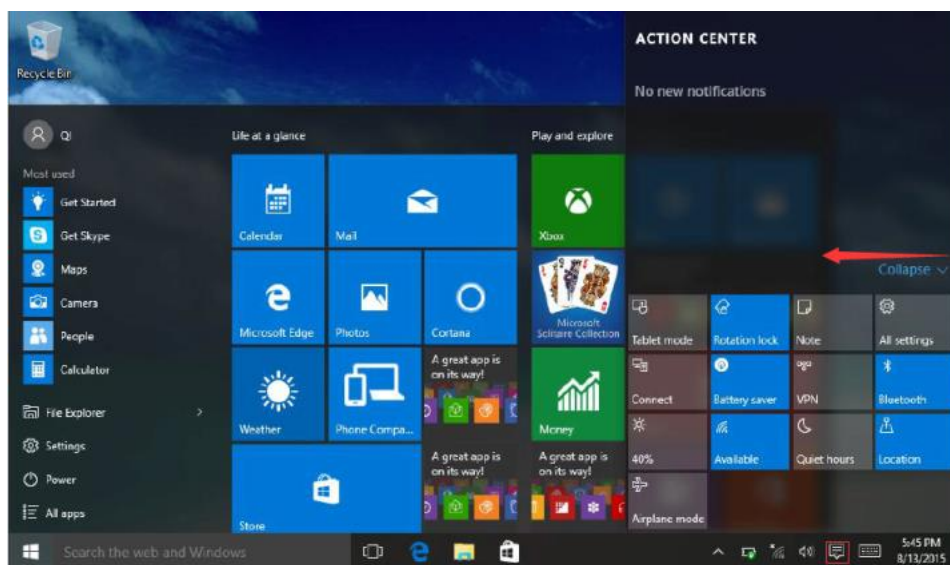 Recycle Bin
QI
Most used
Get Started
Get Skype
Maps
Camera
People
Calculator
File Explorer
Settings
Power
All apps
Life at a glance
Calendar
Mail
Microsoft Edge
Photos
Cortana
Weather
Phone Compa...
A great app is
on its way!
Store
A great app is
on its way!
Play and explore
Xbox
Microsoft
Solitaire Collection
Money
A great app is
on its way!
ACTION CENTER
No new notifications
Collapse
Tablet mode
Rotation lock
Note
All settings
Connect
Battery saver
VPN
Bluetooth
40%
Available
Quiet hours
Location
Airplane mode
Search the web and Windows
5:45 PM
8/13/2015